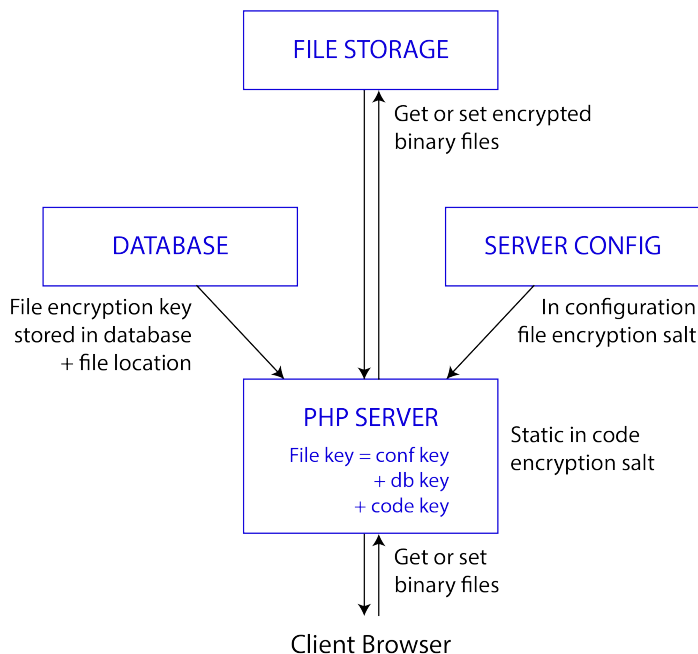 FILE STORAGE
Get or set encrypted
binary files
DATABASE
SERVER CONFIG
File encryption key
stored in database
+ file location
In configuration
file encryption salt
PHP SERVER
File key = conf key
+ db key
+ code key
Static in code
encryption salt
Get or set
binary files
Client Browser